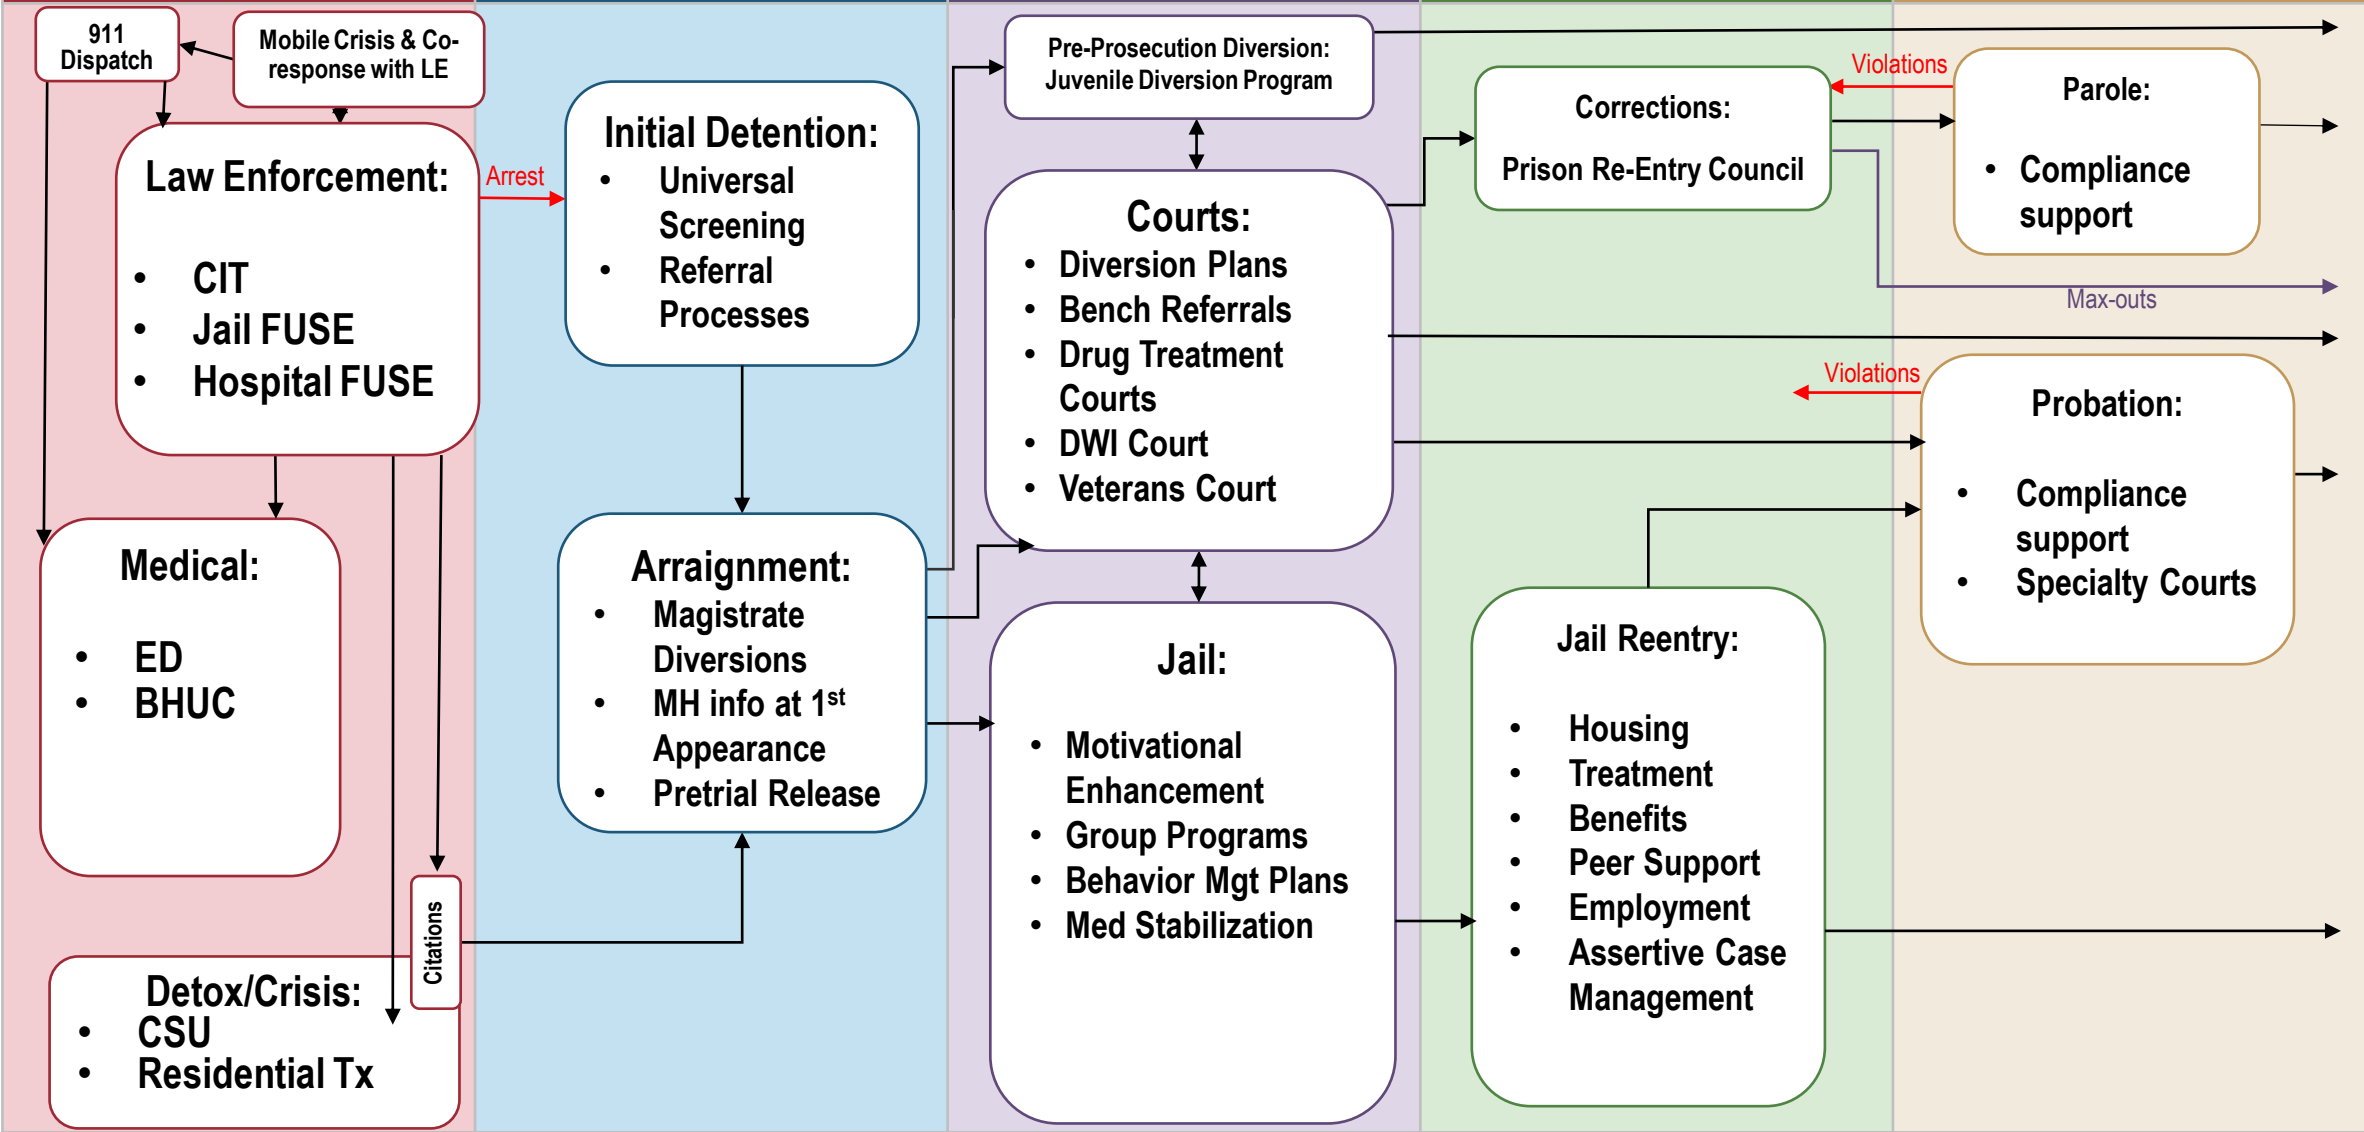 911
Dispatch
Mobile Crisis & Co-
response with LE
Law Enforcement:
• CIT
• Jail FUSE
• Hospital FUSE
Medical:
• ED
• BHUC
Citations
Detox/Crisis:
• CSU
• Residential Tx
Arrest
Initial Detention:
• Universal
Screening
• Referral
Processes
Arraignment:
• Magistrate
Diversions
• MH info at 1st
Appearance
• Pretrial Release
Pre-Prosecution Diversion:
Juvenile Diversion Program
Courts:
• Diversion Plans
• Bench Referrals
• Drug Treatment
Courts
• DWI Court
• Veterans Court
Jail:
• Motivational
Enhancement
• Group Programs
• Behavior Mgt Plans
• Med Stabilization
Corrections:
Prison Re-Entry Council
Jail Reentry:
• Housing
• Treatment
• Benefits
• Peer Support
• Employment
• Assertive Case
Management
Violations
Parole:
• Compliance
support
Max-outs
Violations
Probation:
• Compliance
support
• Specialty Courts